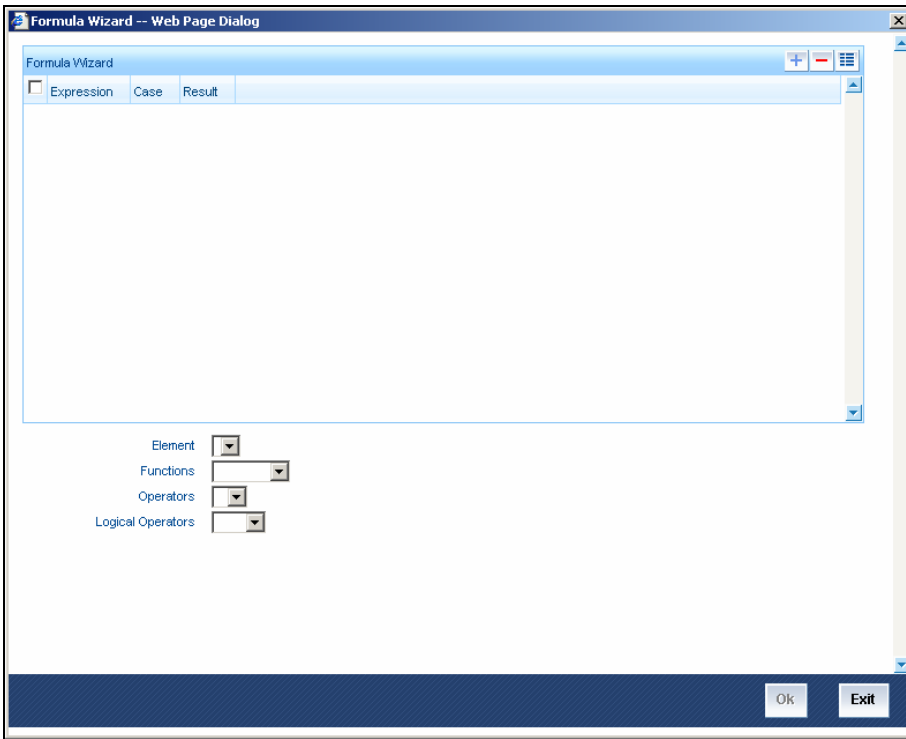 Formula Wizard -- Web Page Dialog
Formula Wizard
Expression Case Result
Element
Functions
Operators
Logical Operators
Ok Exit